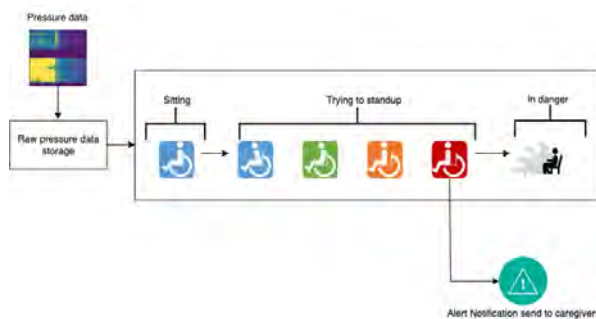 Pressure data
Sitting
Trying to standup
In danger
Raw pressure data
storage
Alert Notification send to caregiver